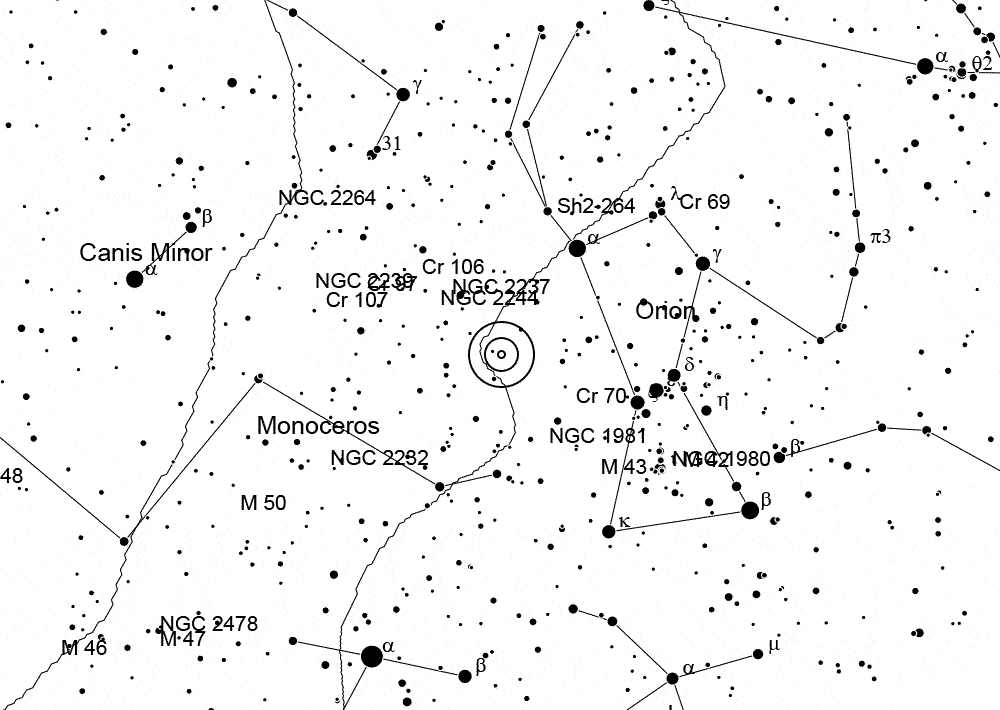 α
θ2
γ
31
NGC 2264
Sh2-264
λ
Cr 69
β
π3
α
Canis Minor
α
γ
Cr 106
NGC 2239
Cr 97
NGC 2237
NGC 2244
Cr 107
Orion
δ
Cr 70
ς
η
Monoceros
NGC 1981
β
NGC 2232
M 43
M 42
NGC 1980
48
M 50
β
κ
NGC 2478
M 47
M 46
α
β
μ
α